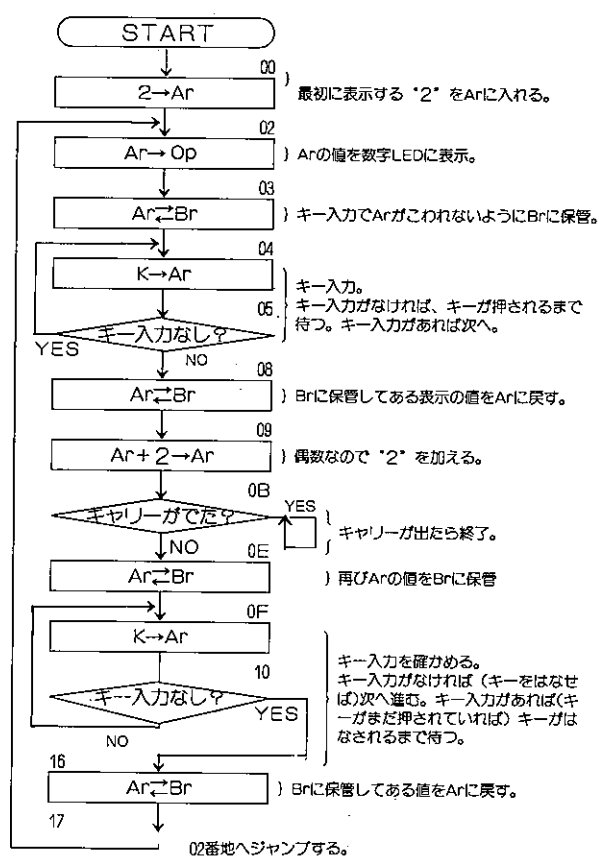 START
00
2→Ar
} 最初に表示する "2" をArに入れる。
02
Ar→Op
} Arの値を数字LEDに表示。
03
Ar⇄Br
} キー入力でArがこわれないようにBrに保管。
04
K→Ar
キー入力。
05
キー入力がなければ、キーが押されるまで
待つ。キー入力があれば次へ。
キー入力なし?
YES
NO
08
Ar⇄Br
} Brに保管してある表示の値をArに戻す。
09
Ar+2→Ar
} 偶数なので "2" を加える。
0B
キャリーがでた?
YES
キャリーが出たら終了。
NO
0E
Ar⇄Br
} 再びArの値をBrに保管
0F
K→Ar
キー入力を確かめる。
キー入力がなければ (キーをはなせ
ば)次へ進む。キー入力があれば(キ
ーがまだ押されていれば) キーがは
なされるまで待つ。
10
キー入力なし?
YES
NO
16
Ar⇄Br
} Brに保管してある値をArに戻す。
17
02番地へジャンプする。